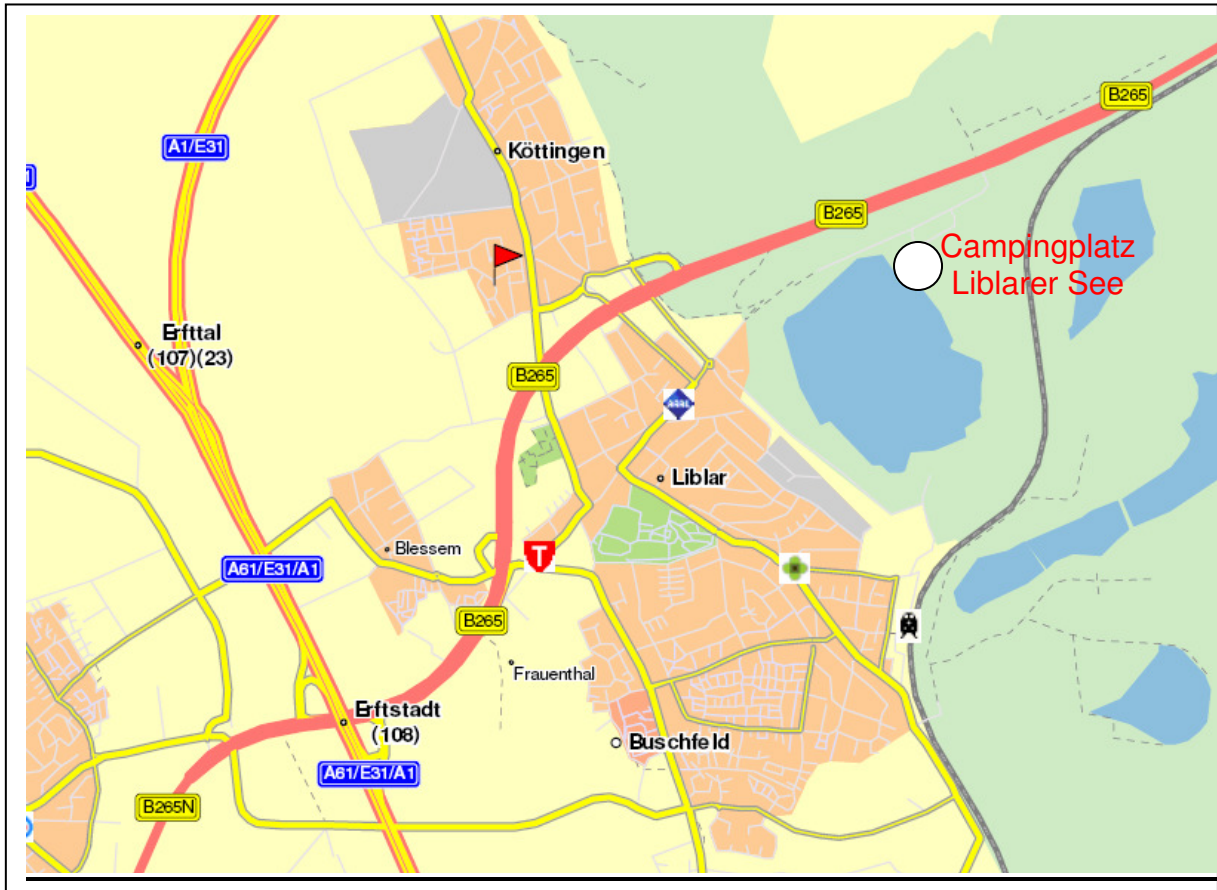 B265
A1/E31
Köttingen
B265
Campingplatz
Liblarer See
Erfttal
(107)(23)
B265
ARAL
Liblar
T
Blessem
A61/E31/A1
B265
Frauenthal
Erftstadt
(108)
Buschfeld
A61/E31/A1
B265N